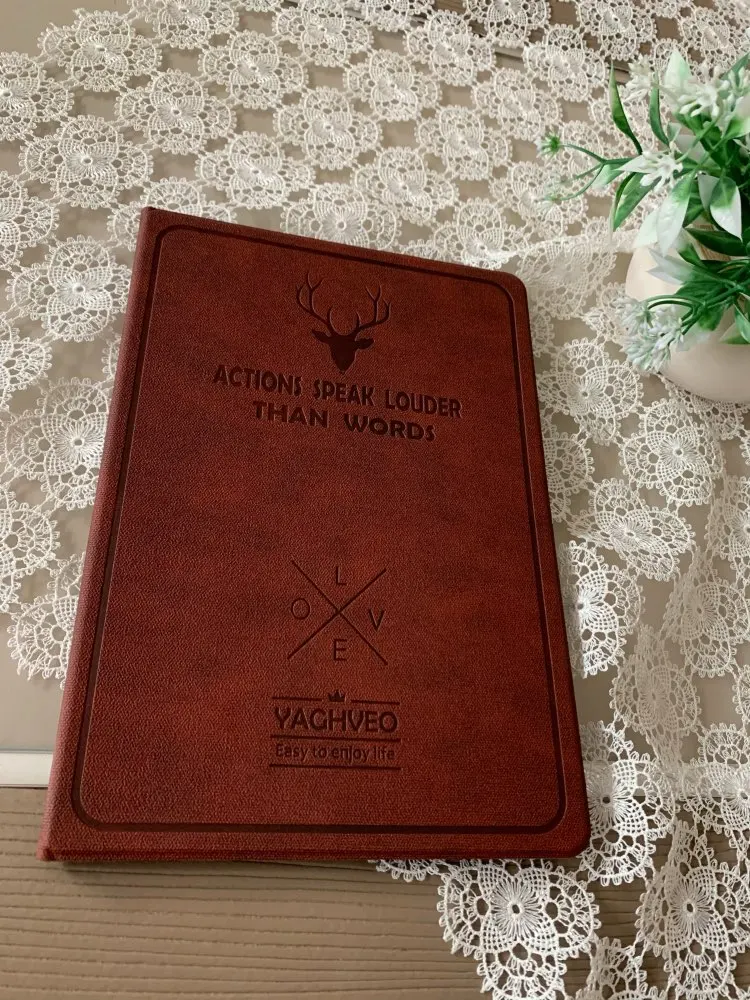 ACTIONS SPEAK LOUDER
THAN WORDS
L
O V
E
YAGHVEO
Easy to enjoy life